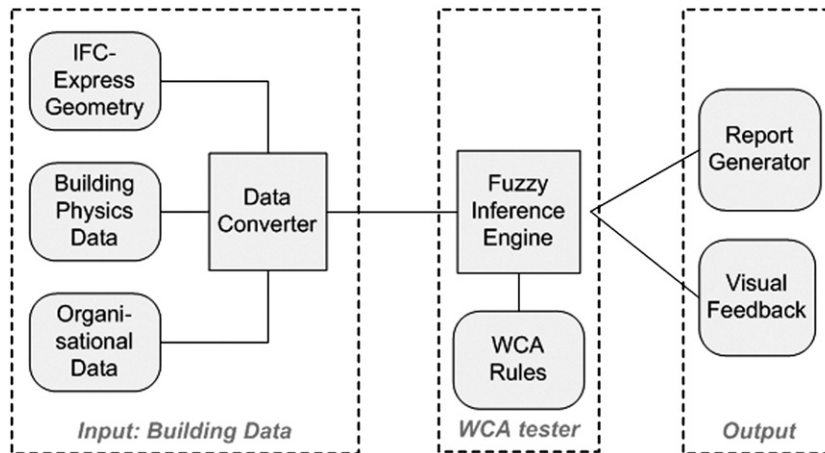 IFC-
Express
Geometry
Building
Physics
Data
Organi-
sational
Data
Data
Converter
Input: Building Data
Fuzzy
Inference
Engine
WCA
Rules
WCA tester
Report
Generator
Visual
Feedback
Output